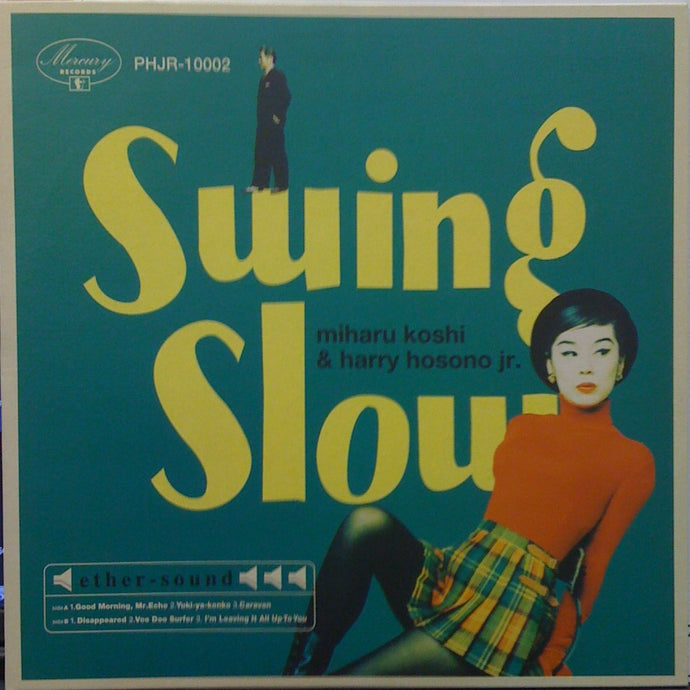 Mercury
RECORDS
PHJR-10002
Swing
Slow
miharu koshi
& harry hosono jr.
ether-sound
side A 1.Good Morning, Mr.Echo 2.Yuki-ya-konko 3.Caravan
side B 1.Disappeared 2.Voo Doo Surfer 3. I'm Leaving It All Up To You